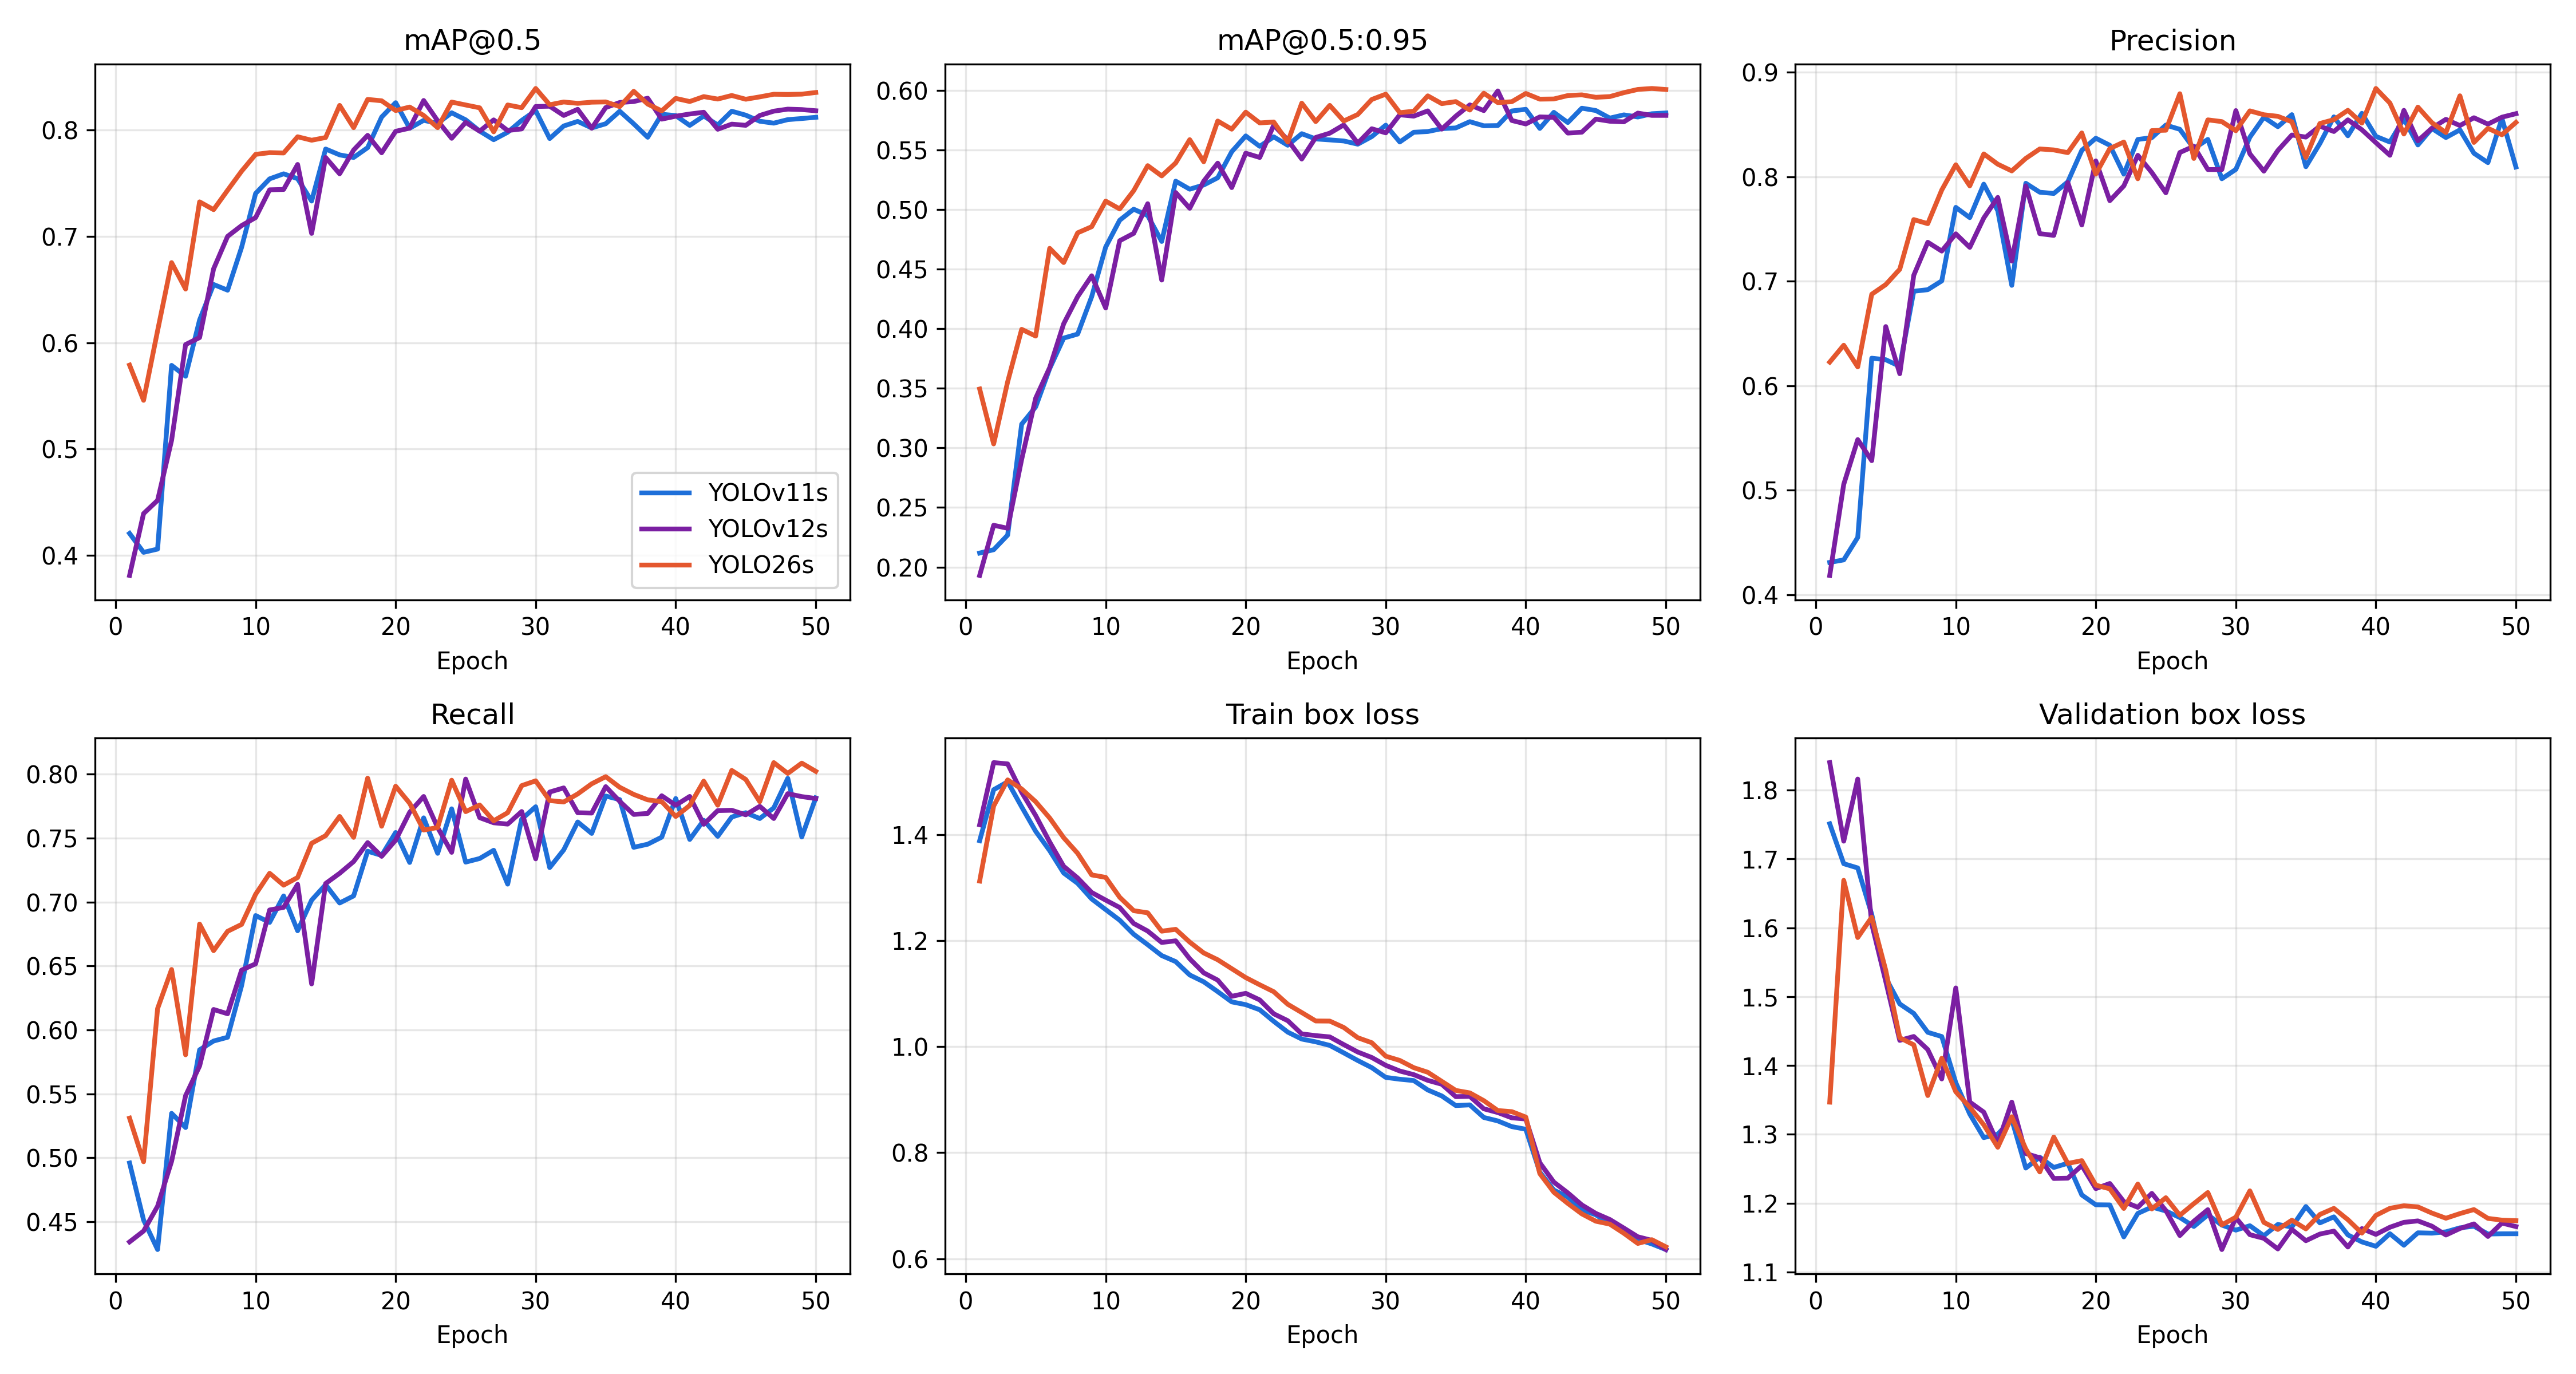 mAP@0.5
0.8
0.7
0.6
0.5
0.4
YOLOv11s
YOLOv12s
YOLO26s
0 10 20 30 40 50
Epoch
mAP@0.5:0.95
0.60
0.55
0.50
0.45
0.40
0.35
0.30
0.25
0.20
0 10 20 30 40 50
Epoch
Precision
0.9
0.8
0.7
0.6
0.5
0.4
0 10 20 30 40 50
Epoch
Recall
0.80
0.75
0.70
0.65
0.60
0.55
0.50
0.45
0 10 20 30 40 50
Epoch
Train box loss
1.4
1.2
1.0
0.8
0.6
0 10 20 30 40 50
Epoch
Validation box loss
1.8
1.7
1.6
1.5
1.4
1.3
1.2
1.1
0 10 20 30 40 50
Epoch